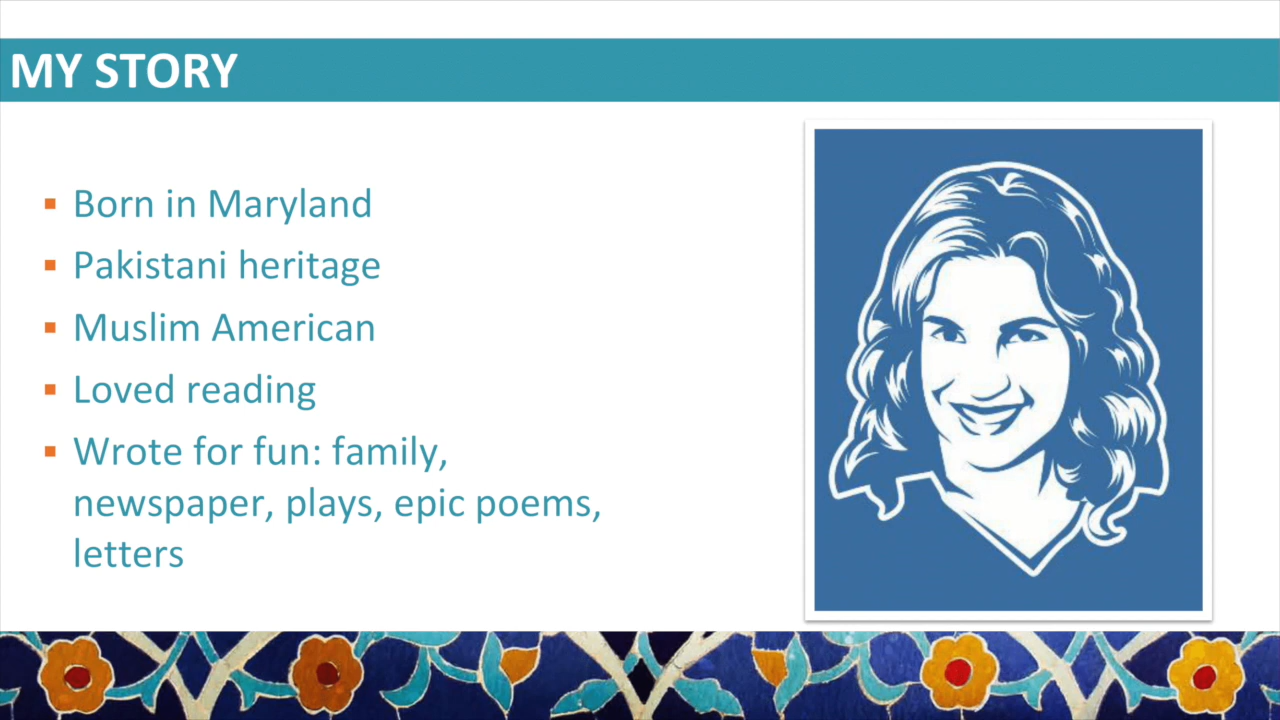 MY STORY
Born in Maryland
Pakistani heritage
Muslim American
Loved reading
Wrote for fun: family,
newspaper, plays, epic poems,
letters